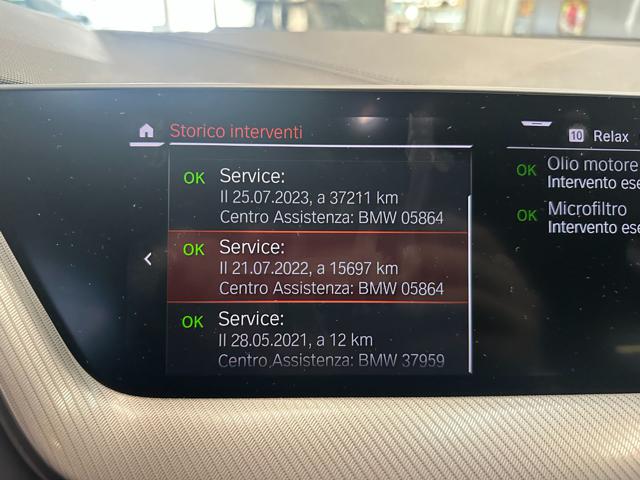 Storico interventi
10 Relax
OK Service:
Il 25.07.2023, a 37211 km
Centro Assistenza: BMW 05864
OK Service:
Il 21.07.2022, a 15697 km
Centro Assistenza: BMW 05864
OK Service:
Il 28.05.2021, a 12 km
Centro Assistenza: BMW 37959
OK Olio motore
Intervento ese
OK Microfiltro
Intervento ese